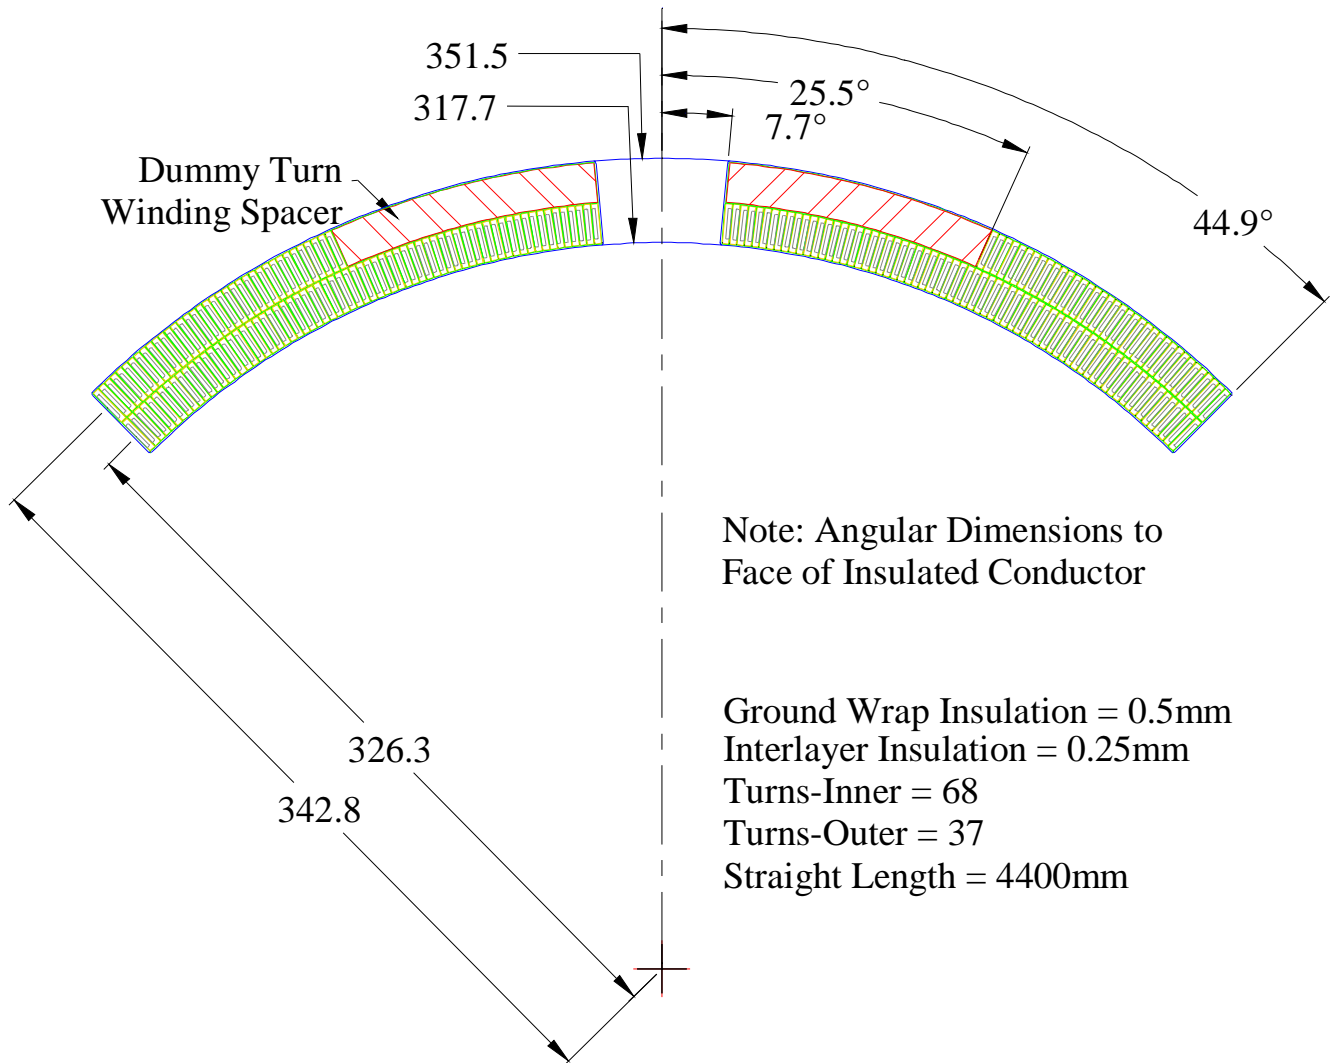 351.5
317.7
25.5°
7.7°
44.9°
Dummy Turn
Winding Spacer
326.3
342.8
Note: Angular Dimensions to
Face of Insulated Conductor
Ground Wrap Insulation = 0.5mm
Interlayer Insulation = 0.25mm
Turns-Inner = 68
Turns-Outer = 37
Straight Length = 4400mm